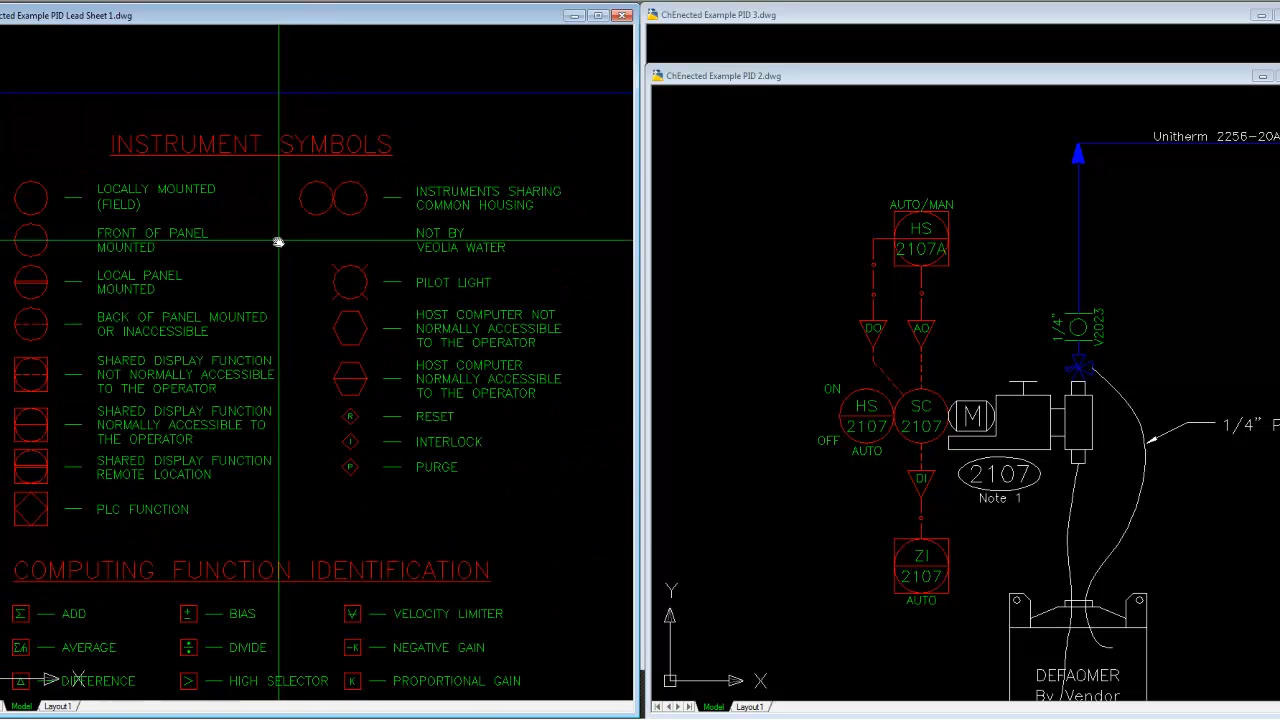 ected Example PID Lead Sheet 1.dwg
INSTRUMENT SYMBOLS
LOCALLY MOUNTED
(FIELD)
FRONT OF PANEL
MOUNTED
LOCAL PANEL
MOUNTED
BACK OF PANEL MOUNTED
OR INACCESSIBLE
SHARED DISPLAY FUNCTION
NOT NORMALLY ACCESSIBLE
TO THE OPERATOR
SHARED DISPLAY FUNCTION
NORMALLY ACCESSIBLE TO
THE OPERATOR
SHARED DISPLAY FUNCTION
REMOTE LOCATION
PLC FUNCTION
INSTRUMENTS SHARING
COMMON HOUSING
NOT BY
VEOLIA WATER
PILOT LIGHT
HOST COMPUTER NOT
NORMALLY ACCESSIBLE
TO THE OPERATOR
HOST COMPUTER
NORMALLY ACCESSIBLE
TO THE OPERATOR
R RESET
I INTERLOCK
P PURGE
COMPUTING FUNCTION IDENTIFICATION
Σ ADD
± BIAS
VELOCITY LIMITER
Σ/n AVERAGE
÷ DIVIDE
-K NEGATIVE GAIN
Δ DIFFERENCE
> HIGH SELECTOR
K PROPORTIONAL GAIN
X
Model Layout1
ChEnected Example PID 3.dwg
ChEnected Example PID 2.dwg
Unitherm 2256-20A
AUTO/MAN
HS
2107A
DO
AO
1/4"
V2023
ON
HS
2107
OFF
AUTO
SC
2107
M
1/4" P
DI
2107
Note 1
ZI
2107
AUTO
Y
X
DEFAOMER
By Vendor
Model Layout1